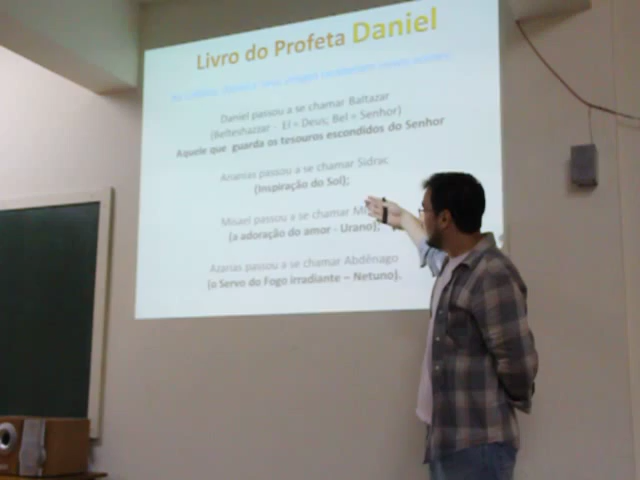 Livro do Profeta Daniel
Daniel passou a se chamar Baltazar
(Belteshazzar - El = Deus; Bel = Senhor)
Aquele que guarda os tesouros escondidos do Senhor
Ananias passou a se chamar Sidrac
(Inspiração do Sol);
Misael passou a se chamar
(a adoração do amor - Urano);
Azarias passou a se chamar Abdênago
(o Servo do Fogo irradiante – Netuno).